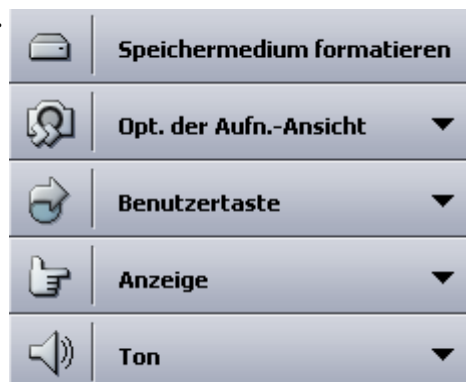 Speichermedium formatieren
Opt. der Aufn.-Ansicht
Benutzertaste
Anzeige
Ton